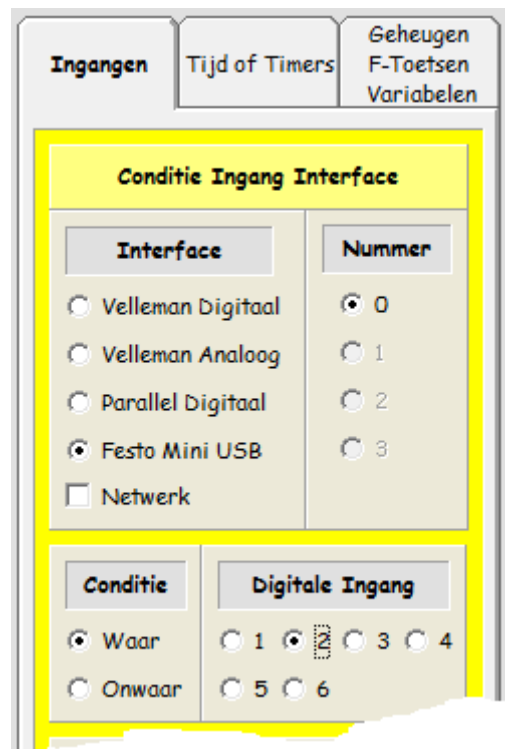 Ingangen
Tijd of Timers
Geheugen
F-Toetsen
Variabelen
Conditie Ingang Interface
Interface
Velleman Digitaal
Velleman Analoog
Parallel Digitaal
Festo Mini USB
Netwerk
Nummer
0
1
2
3
Conditie
Waar
Onwaar
Digitale Ingang
1 2 3 4
5 6